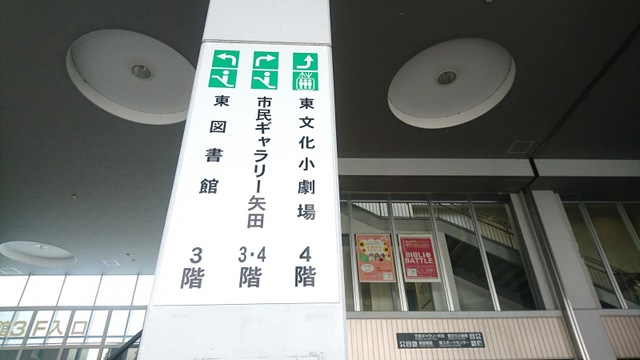 東文化小劇場
4階
市民ギャラリー矢田
3・4階
東図書館
3階
BIBLIO
BATTLE
館3F入口